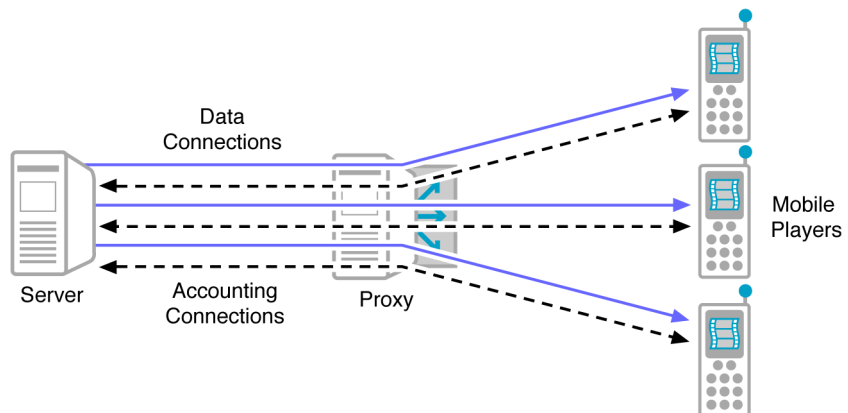 Data
Connections
Mobile
Players
Server
Accounting
Connections
Proxy